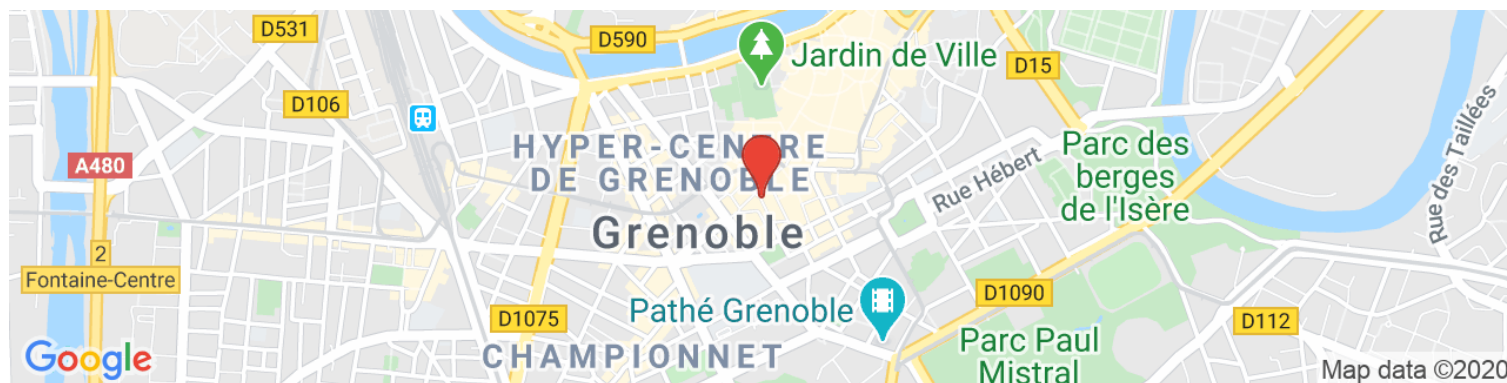 D531
D590
Jardin de Ville
D15
D106
A480
HYPER-CENTRE
DE GRENOBLE
Grenoble
Rue Hébert
Parc des
berges
de l'Isère
Rue des Taillées
2
Fontaine-Centre
D1075
Pathé Grenoble
D1090
D112
CHAMPIONNET
Parc Paul
Mistral
Google
Map data ©2020